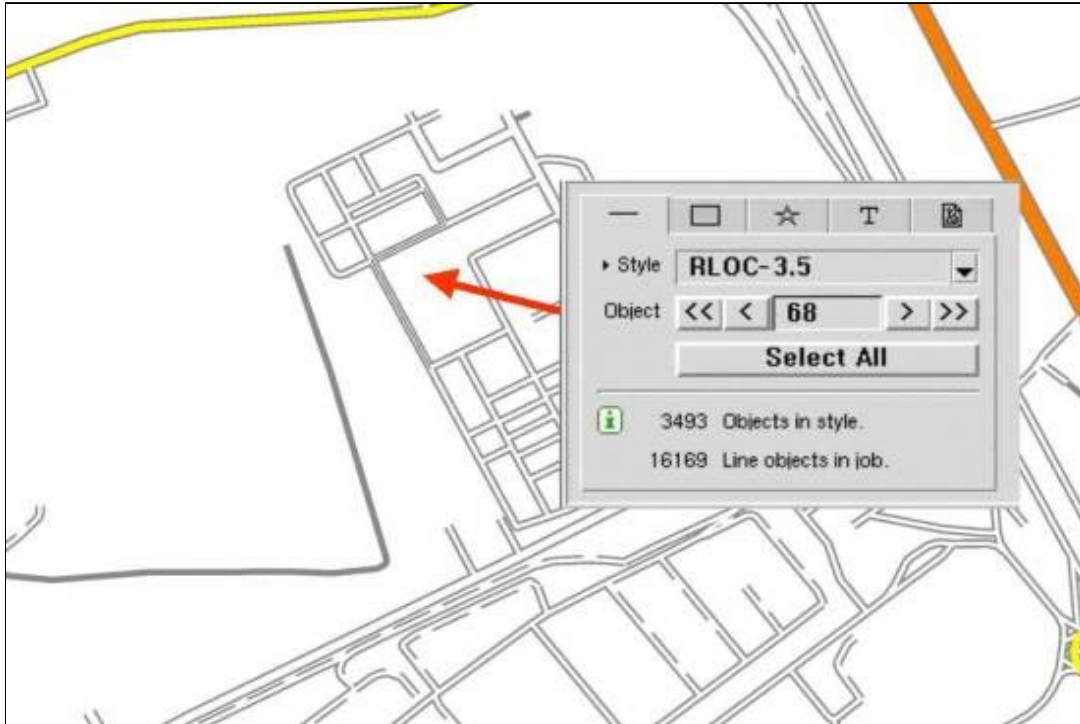 T
Style RLOC-3.5
Object << < 68 > >>
Select All
3493 Objects in style.
16169 Line objects in job.